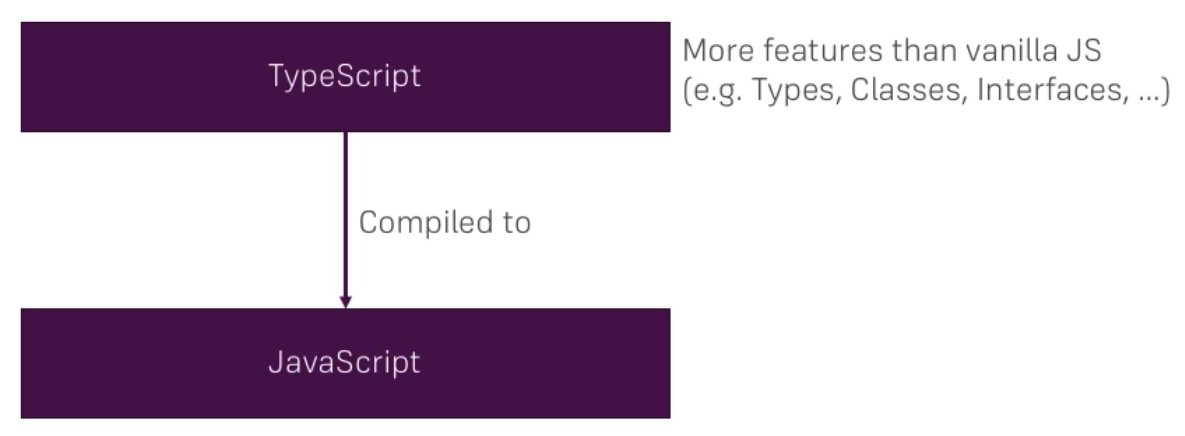 TypeScript
More features than vanilla JS
(e.g. Types, Classes, Interfaces, ...)
Compiled to
JavaScript